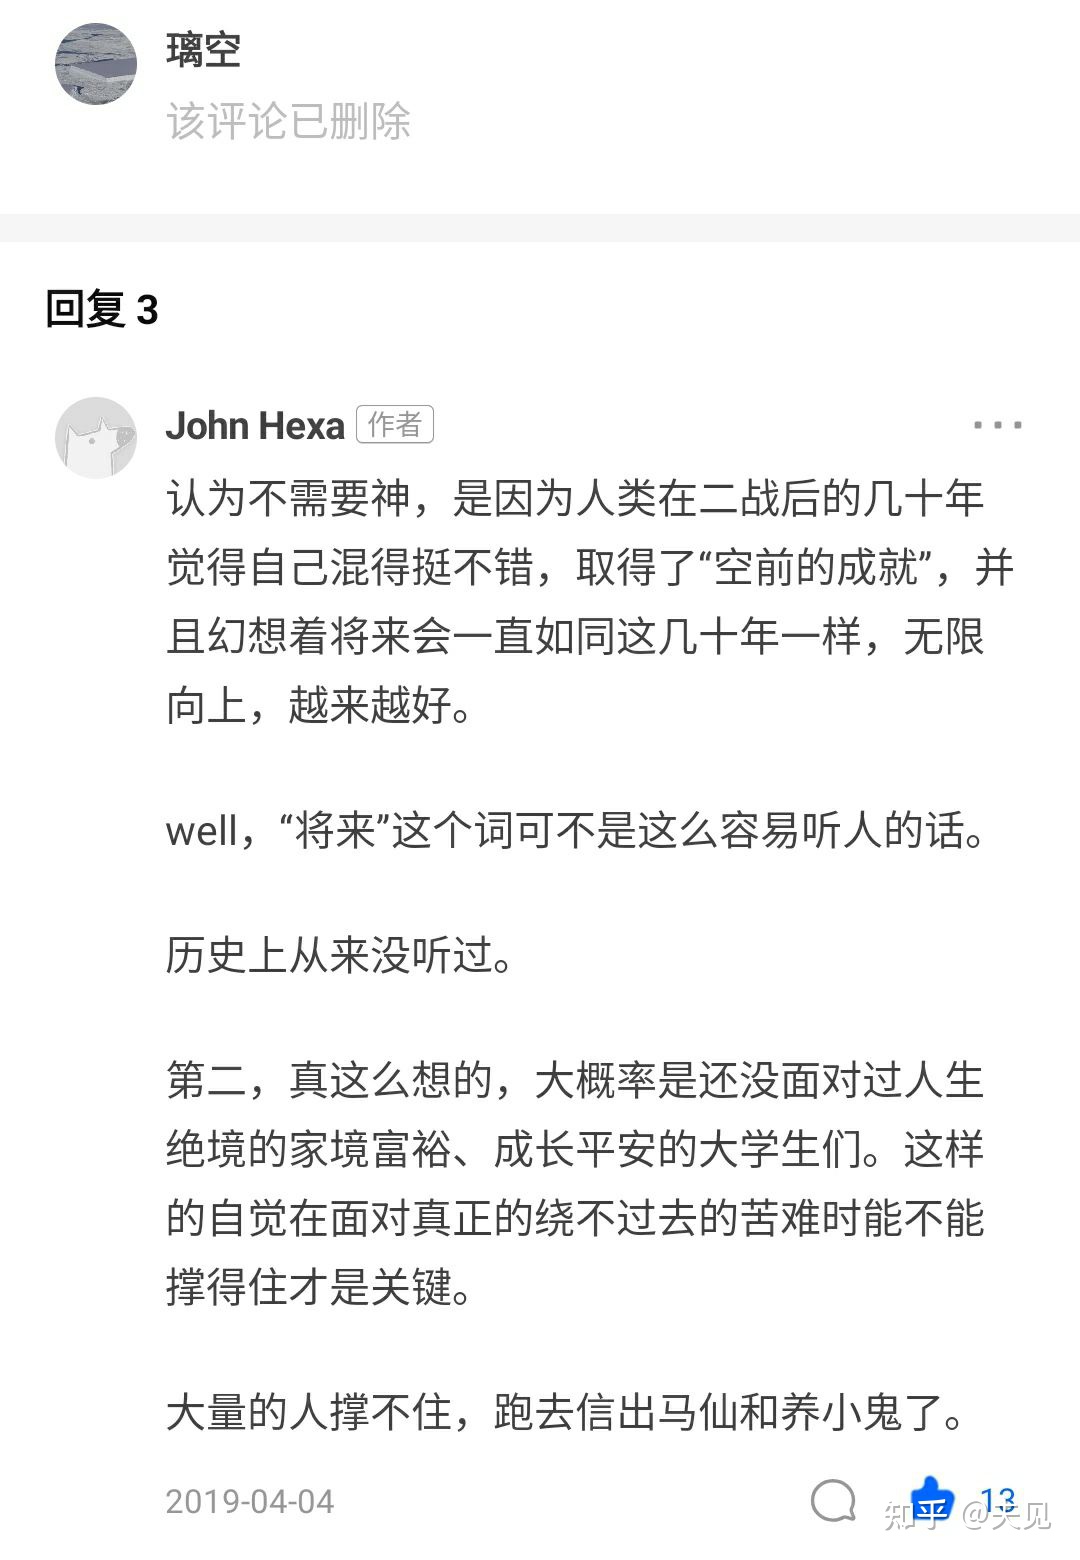 璃空
该评论已删除
回复 3
John Hexa 作者
认为不需要神，是因为人类在二战后的几十年
觉得自己混得挺不错，取得了“空前的成就”，并
且幻想着将来会一直如同这几十年一样，无限
向上，越来越好。
well，“将来”这个词可不是这么容易听人的话。
历史上从来没听过。
第二，真这么想的，大概率是还没面对过人生
绝境的家境富裕、成长平安的大学生们。这样
的自觉在面对真正的绕不过去的苦难时能不能
撑得住才是关键。
大量的人撑不住，跑去信出马仙和养小鬼了。
2019-04-04 13
知乎 @天见